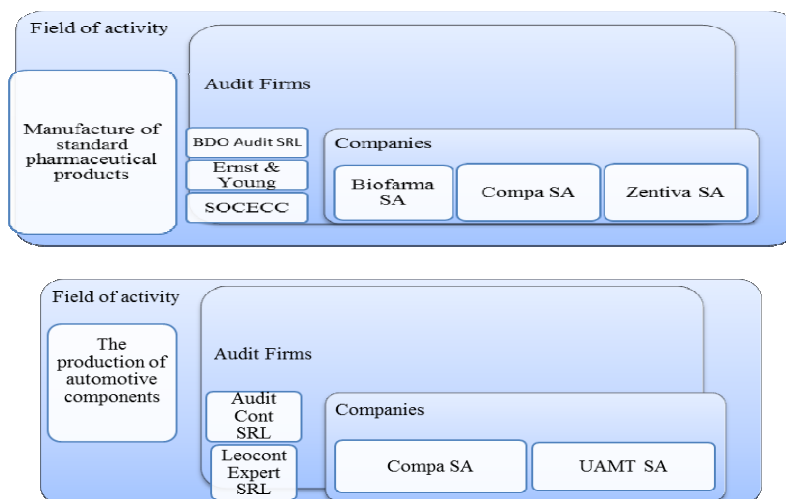 Field of activity
Audit Firms
Manufacture of
standard
pharmaceutical
products
BDO Audit SRL
Ernst &
Young
SOCECC
Companies
Biofarma
SA
Compa SA
Zentiva SA
Field of activity
The
production of
automotive
components
Audit Firms
Audit
Cont
SRL
Leocont
Expert
SRL
Companies
Compa SA
UAMT SA